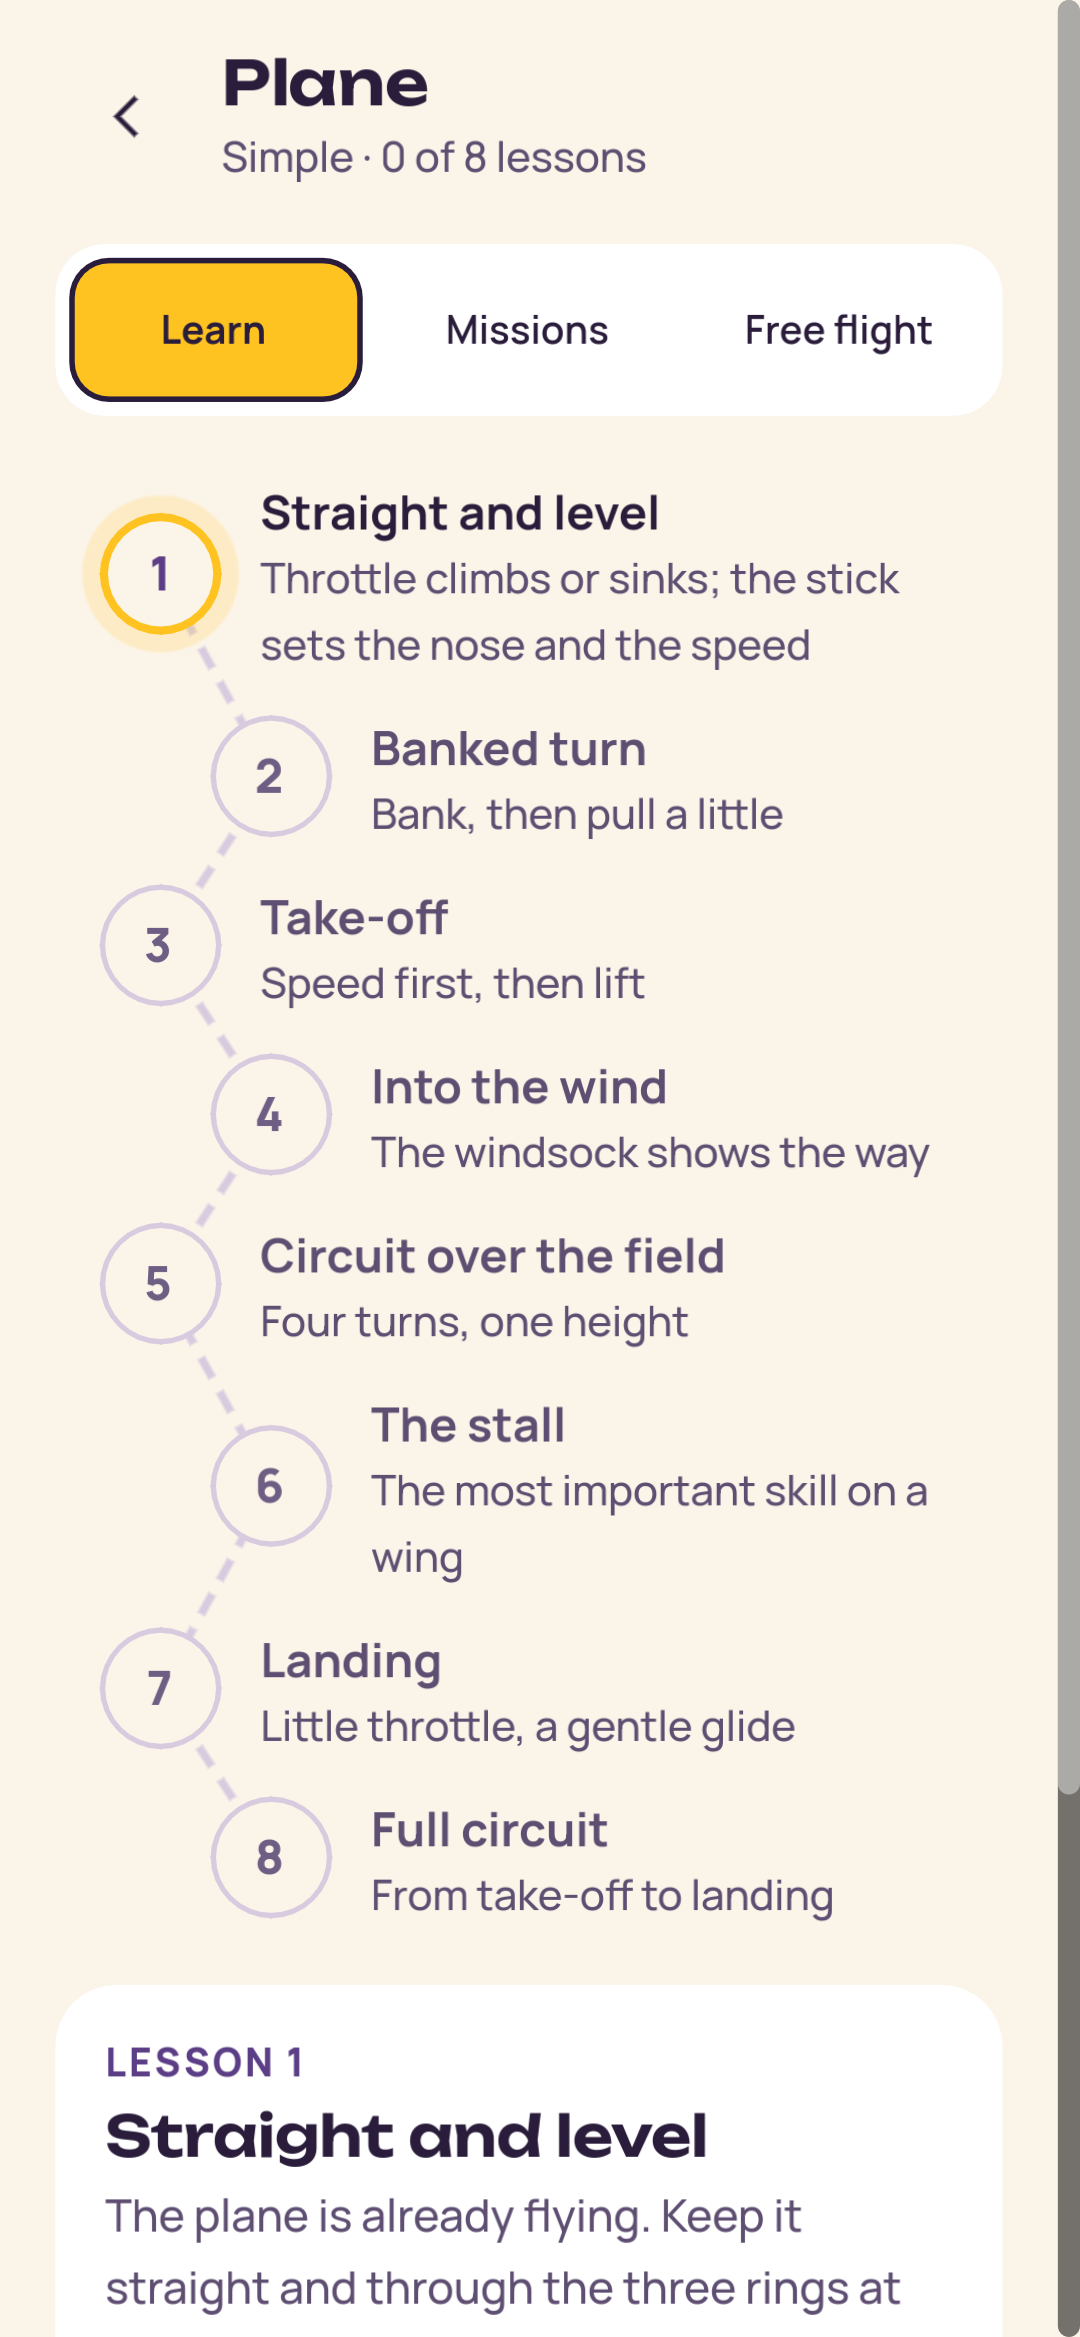 Plane
Simple · 0 of 8 lessons
Learn
Missions
Free flight
1
Straight and level
Throttle climbs or sinks; the stick
sets the nose and the speed
2
Banked turn
Bank, then pull a little
3
Take-off
Speed first, then lift
4
Into the wind
The windsock shows the way
5
Circuit over the field
Four turns, one height
6
The stall
The most important skill on a
wing
7
Landing
Little throttle, a gentle glide
8
Full circuit
From take-off to landing
LESSON 1
Straight and level
The plane is already flying. Keep it
straight and through the three rings at